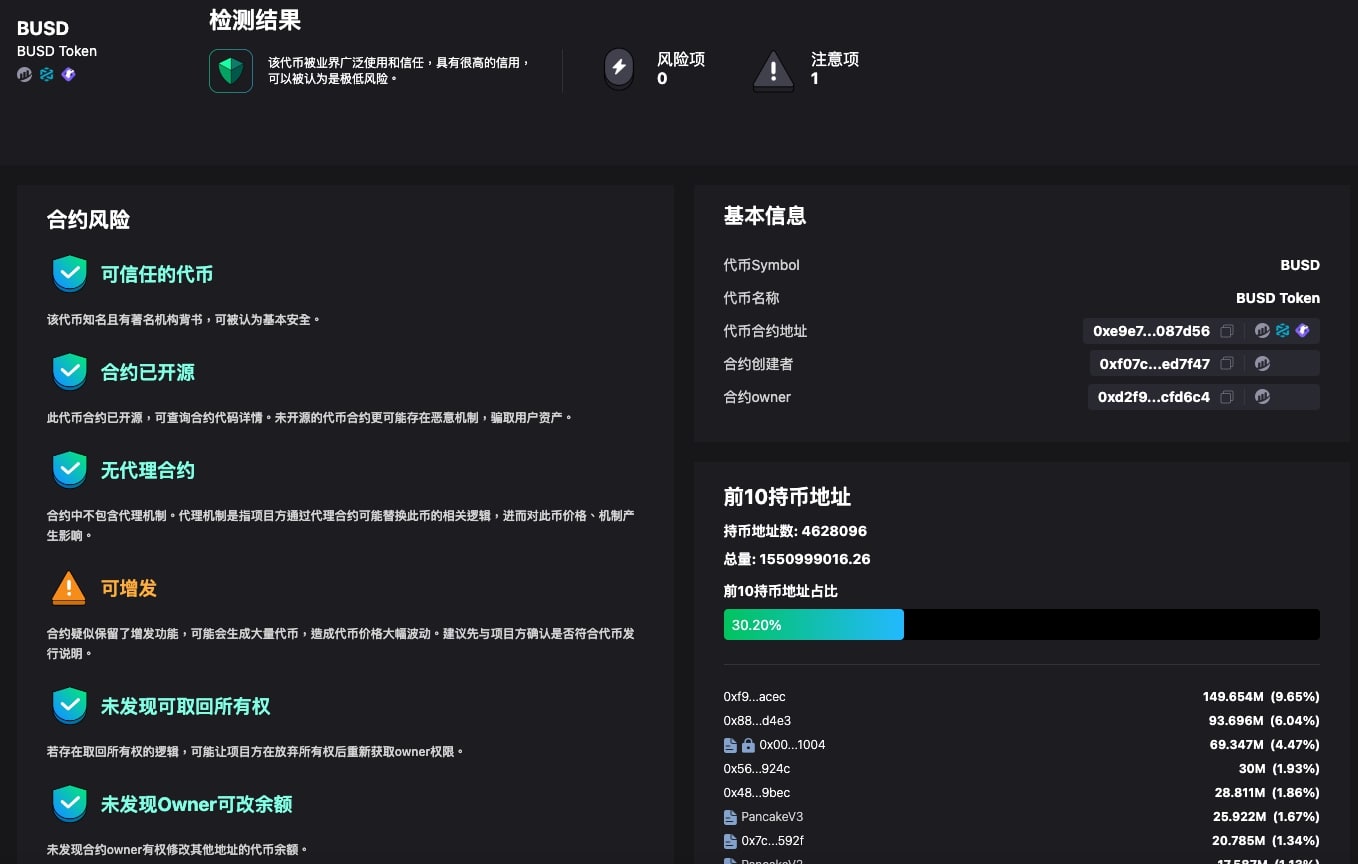 BUSD
BUSD Token
检测结果
该代币被业界广泛使用和信任，具有很高的信用，
可以被认为是极低风险。
风险项
0
注意项
1
合约风险
可信任的代币
该代币知名且有著名机构背书，可被认为基本安全。
合约已开源
此代币合约已开源，可查询合约代码详情。未开源的代币合约更可能存在恶意机制，骗取用户资产。
无代理合约
合约中不包含代理机制。代理机制是指项目方通过代理合约可能替换此币的相关逻辑，进而对此币价格、机制产
生影响。
可增发
合约疑似保留了增发功能，可能会生成大量代币，造成代币价格大幅波动。建议先与项目方确认是否符合代币发
行说明。
未发现可取回所有权
若存在取回所有权的逻辑，可能让项目方在放弃所有权后重新获取owner权限。
未发现Owner可改余额
未发现合约owner有权修改其他地址的代币余额。
基本信息
代币Symbol BUSD
代币名称 BUSD Token
代币合约地址 0xe9e7...087d56
合约创建者 0xf07c...ed7f47
合约owner 0xd2f9...cfd6c4
前10持币地址
持币地址数: 4628096
总量: 1550999016.26
前10持币地址占比
30.20%
0xf9...acec 149.654M (9.65%)
0x88...d4e3 93.696M (6.04%)
0x00...1004 69.347M (4.47%)
0x56...924c 30M (1.93%)
0x48...9bec 28.811M (1.86%)
PancakeV3 25.922M (1.67%)
0x7c...592f 20.785M (1.34%)